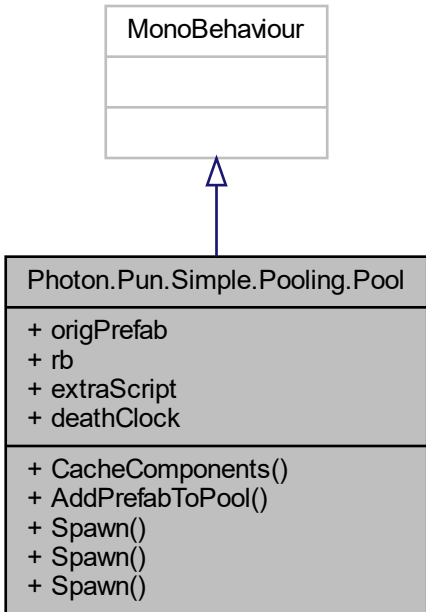 MonoBehaviour
Photon.Pun.Simple.Pooling.Pool
+ origPrefab
+ rb
+ extraScript
+ deathClock
+ CacheComponents()
+ AddPrefabToPool()
+ Spawn()
+ Spawn()
+ Spawn()